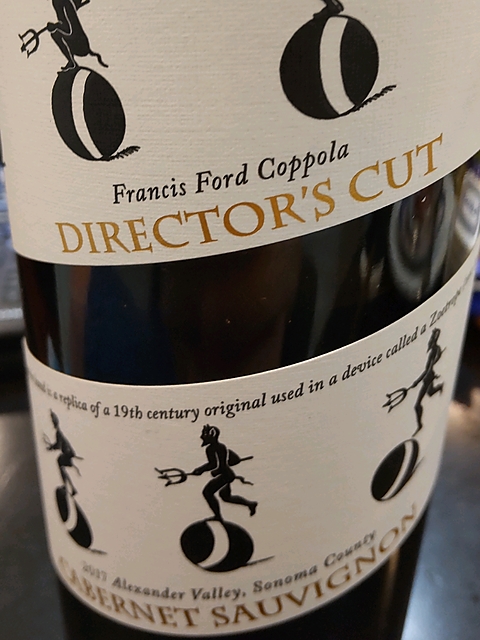 Francis Ford Coppola
DIRECTOR'S CUT
is a replica of a 19th century original used in a device called a Zoetrope
2017 Alexander Valley, Sonoma County
CABERNET SAUVIGNON